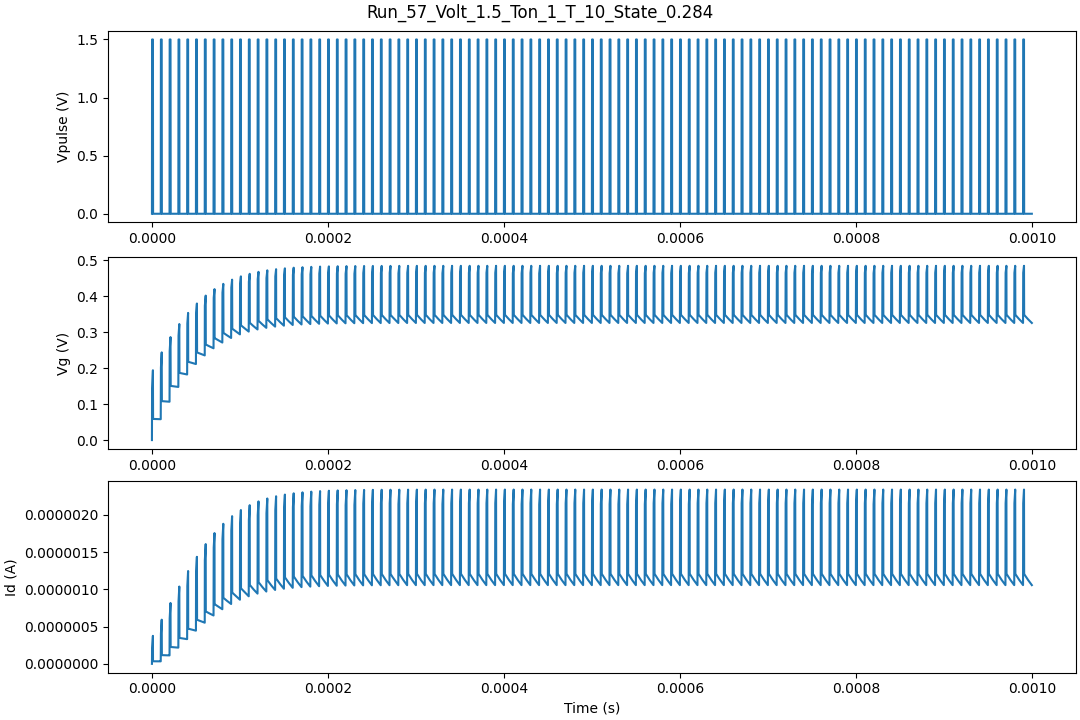 Run_57_Volt_1.5_Ton_1_T_10_State_0.284
Vpulse (V)
1.5
1.0
0.5
0.0
0.0000 0.0002 0.0004 0.0006 0.0008 0.0010
Vg (V)
0.5
0.4
0.3
0.2
0.1
0.0
0.0000 0.0002 0.0004 0.0006 0.0008 0.0010
Id (A)
0.0000020
0.0000015
0.0000010
0.0000005
0.0000000
0.0000 0.0002 0.0004 0.0006 0.0008 0.0010
Time (s)